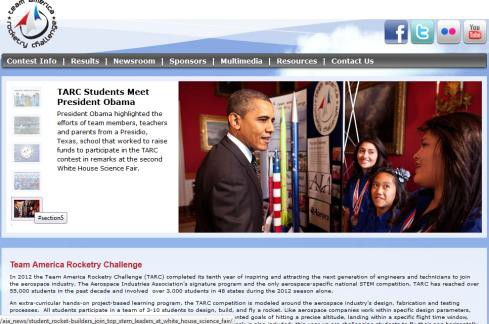 team america
rocketry challenge
You
Tube
Contest Info | Results | Newsroom | Sponsors | Multimedia | Resources | Contact Us
TARC Students Meet
President Obama
President Obama highlighted the
efforts of team members, teachers
and parents from a Presidio,
Texas, school that worked to raise
funds to participate in the TARC
contest in remarks at the second
White House Science Fair.
#section5
Team America Rocketry Challenge
In 2012 the Team America Rocketry Challenge (TARC) completed its tenth year of inspiring and attracting the next generation of engineers and technicians to join
the aerospace industry. The Aerospace Industries Association's signature program and the only aerospace-specific national STEM competition, TARC has reached over
55,000 students in the past decade and involved over 3,000 students in 48 states during the 2012 season alone.
An extra-curricular hands-on project-based learning program, the TARC competition is modeled around the aerospace industry's design, fabrication and testing
processes. All students participate in a team of 3-10 students to design, build, and fly a rocket. Like aerospace companies work within specific design parameters,
inted goals of hitting a precise altitude, landing within a specific flight time window,
/aia_news/student_rocket-builders_join_top_stem_leaders_at_white_house_science_fair/